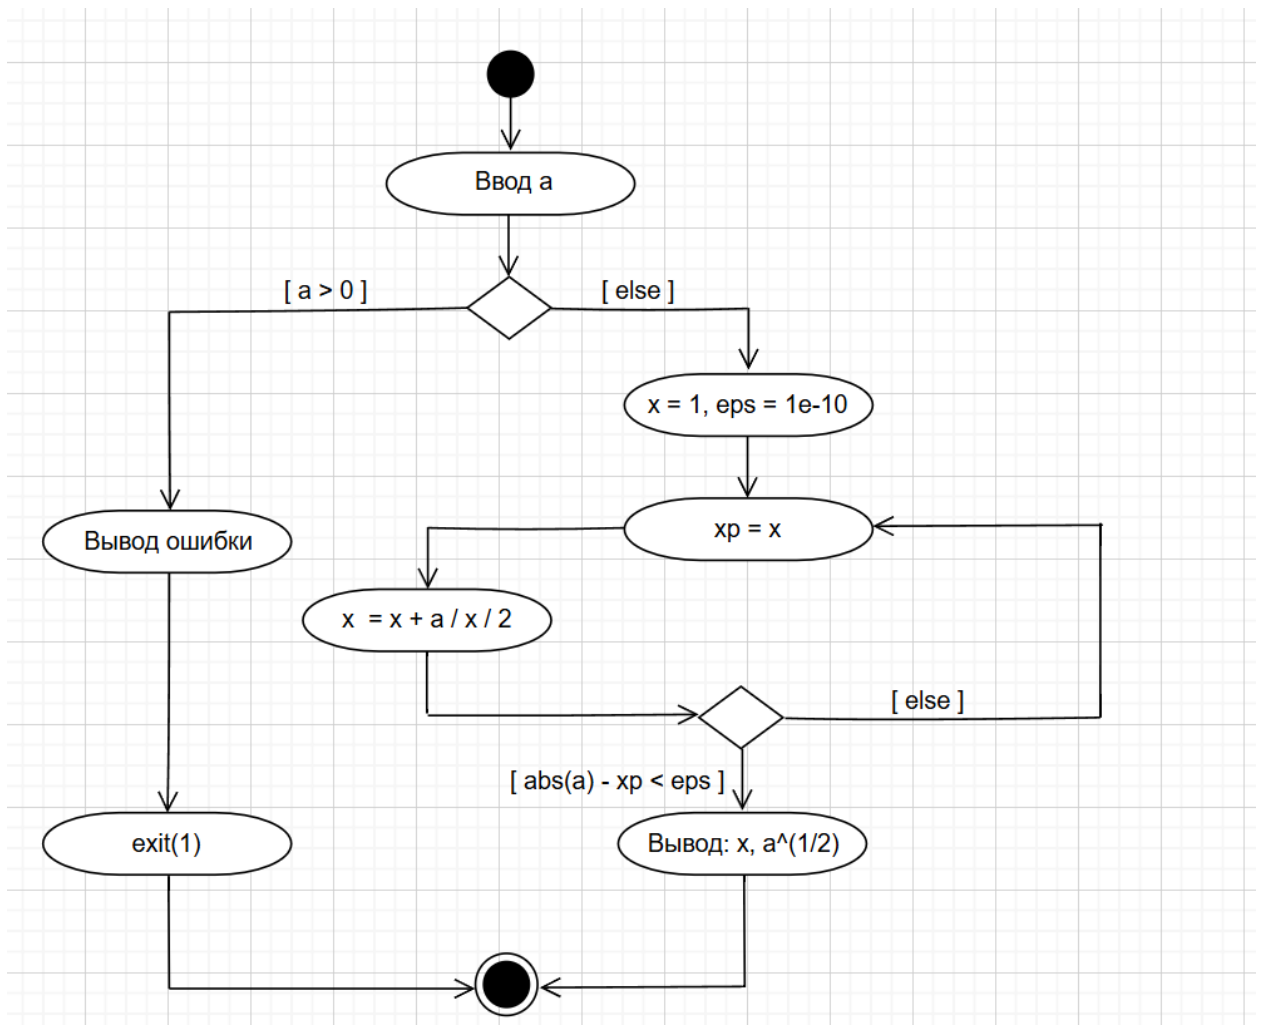 Ввод a
[ a > 0 ]
[ else ]
x = 1, eps = 1e-10
xp = x
Вывод ошибки
x  = x + a / x / 2
[ else ]
[ abs(a) - xp < eps ]
exit(1)
Вывод: x, a^(1/2)